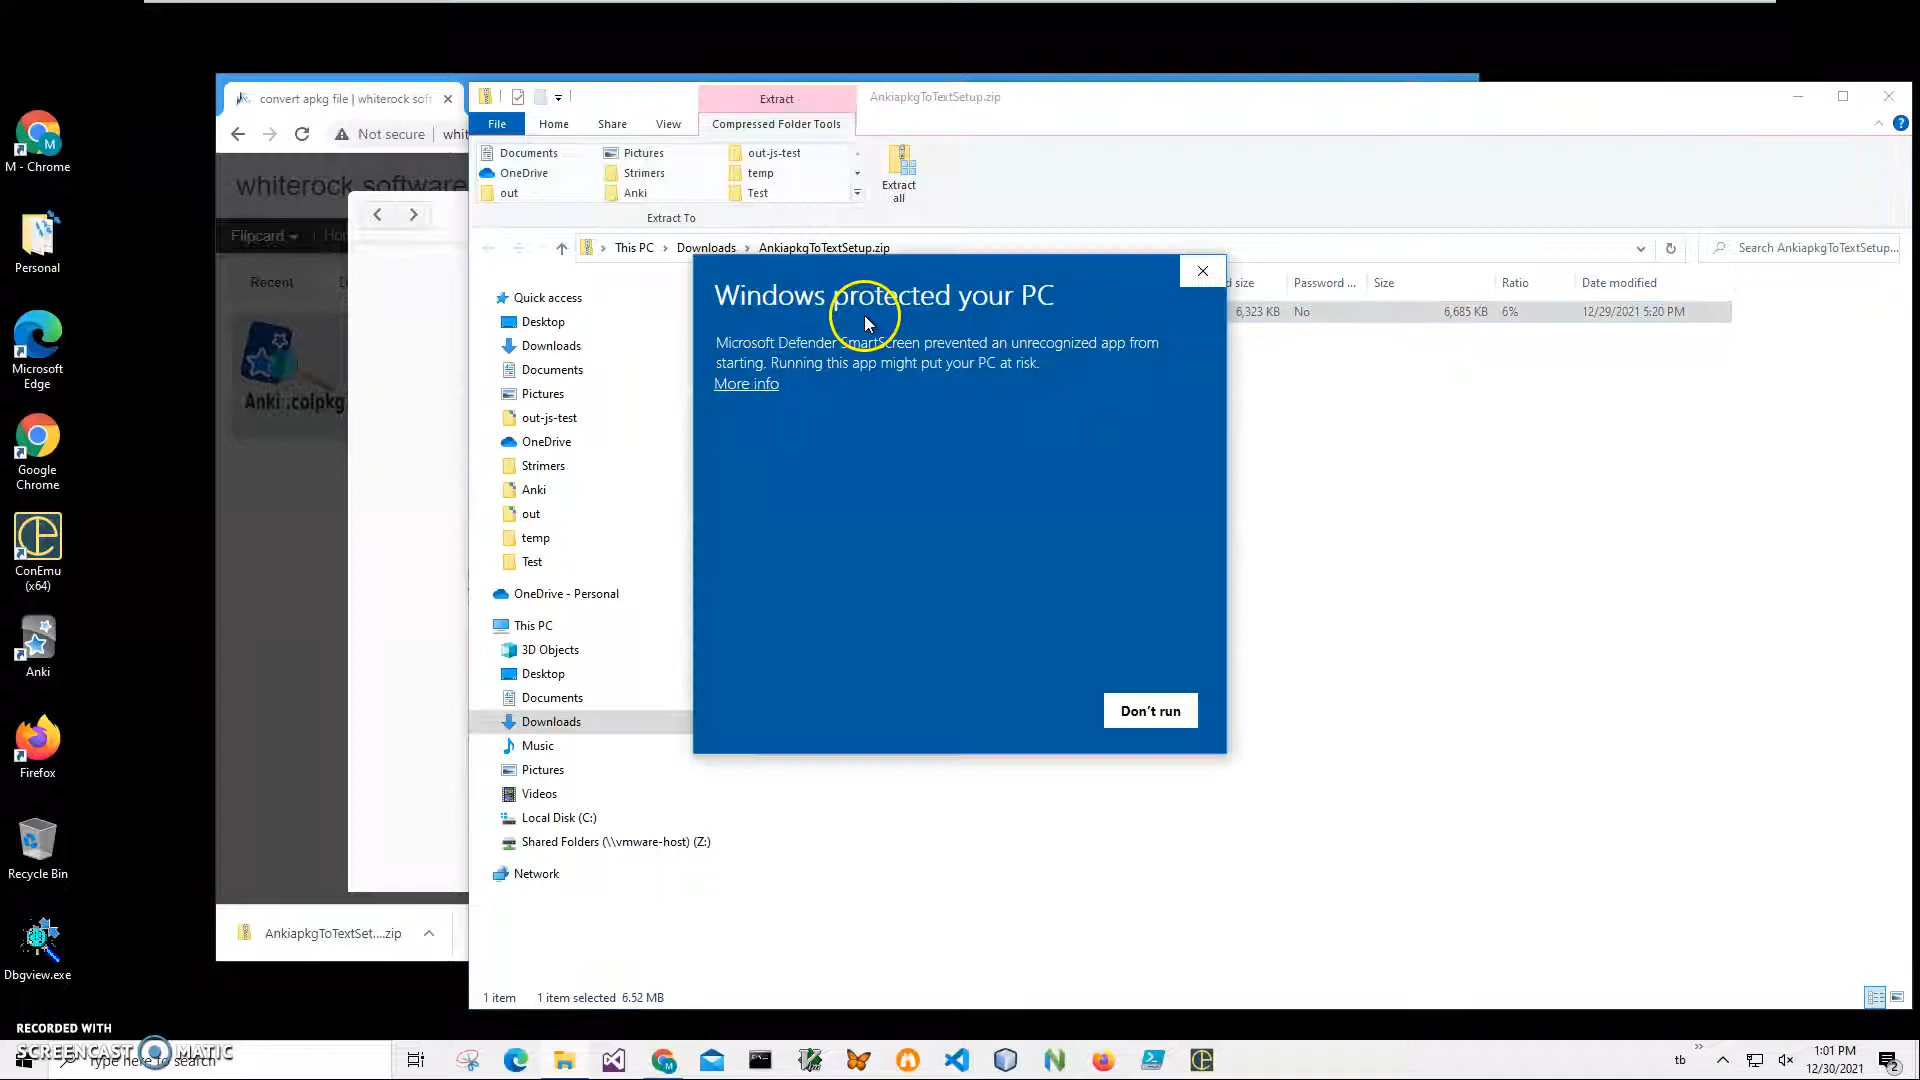 M - Chrome
Personal
Microsoft
Edge
Google
Chrome
ConEmu
(x64)
Anki
Firefox
Recycle Bin
Dbgview.exe
convert apkg file | whiterock soft
Not secure
whit
whiterock software
Flipcard
Hor
Recent
Anki .colpkg
AnkiapkgToTextSet....zip
Extract
AnkiapkgToTextSetup.zip
File
Home
Share
View
Compressed Folder Tools
Documents
Pictures
out-js-test
OneDrive
Strimers
temp
out
Anki
Test
Extract
all
Extract To
This PC
Downloads
AnkiapkgToTextSetup.zip
Search AnkiapkgToTextSetup...
d size
Password ...
Size
Ratio
Date modified
6,323 KB
No
6,685 KB
6%
12/29/2021 5:20 PM
Quick access
Desktop
Downloads
Documents
Pictures
out-js-test
OneDrive
Strimers
Anki
out
temp
Test
OneDrive - Personal
This PC
3D Objects
Desktop
Documents
Downloads
Music
Pictures
Videos
Local Disk (C:)
Shared Folders (\\vmware-host) (Z:)
Network
Windows protected your PC
Microsoft Defender SmartScreen prevented an unrecognized app from
starting. Running this app might put your PC at risk.
More info
Don't run
1 item
1 item selected 6.52 MB
RECORDED WITH
SCREENCAST MATIC
Type here to search
tb
1:01 PM
12/30/2021
2